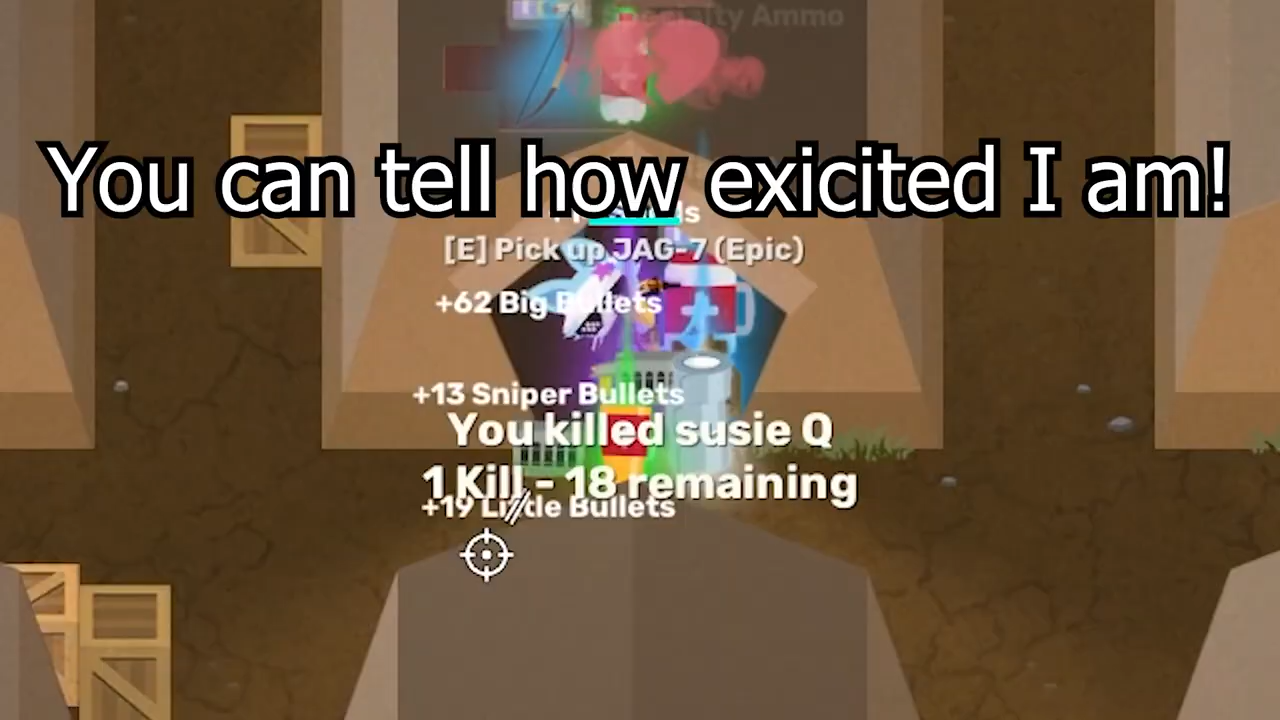 Specialty Ammo
You can tell how exicited I am!
[E] Pick up JAG-7 (Epic)
+62 Big Bullets
+13 Sniper Bullets
You killed susie Q
1 Kill - 18 remaining
+19 Little Bullets